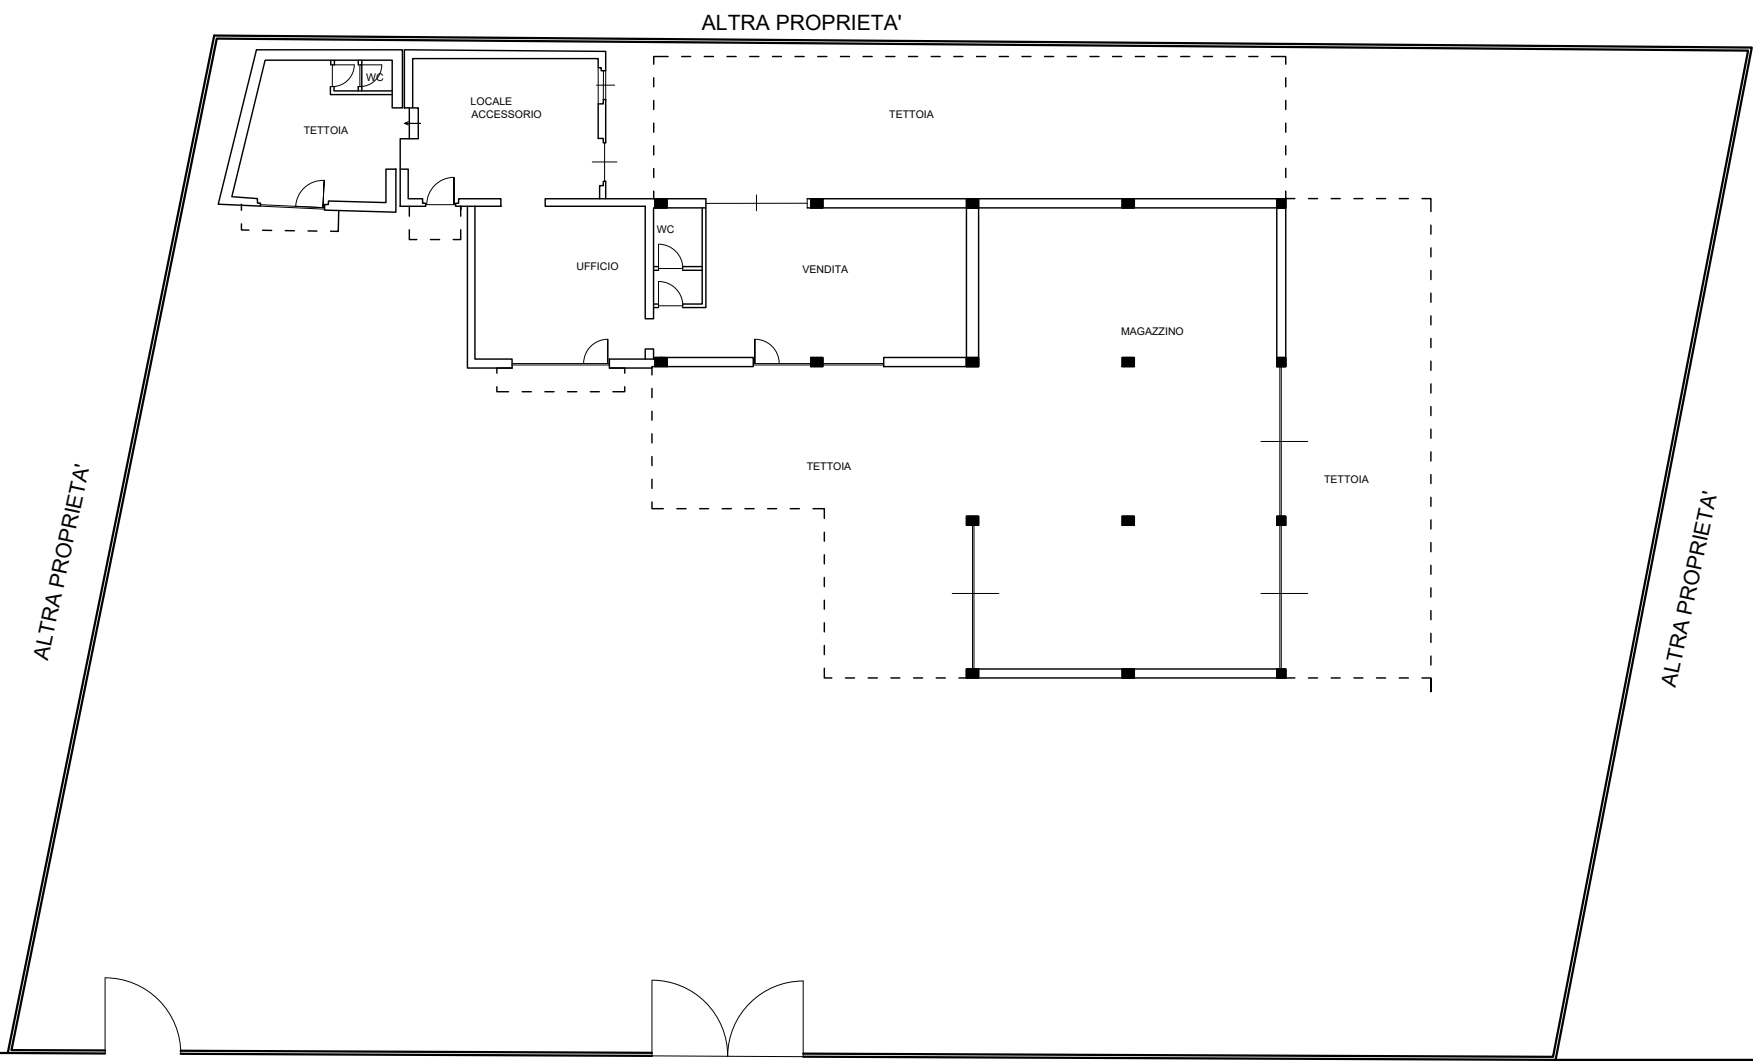 ALTRA PROPRIETA'
WC
LOCALE
ACCESSORIO
TETTOIA
TETTOIA
WC
UFFICIO
VENDITA
MAGAZZINO
TETTOIA
TETTOIA
ALTRA PROPRIETA'
ALTRA PROPRIETA'